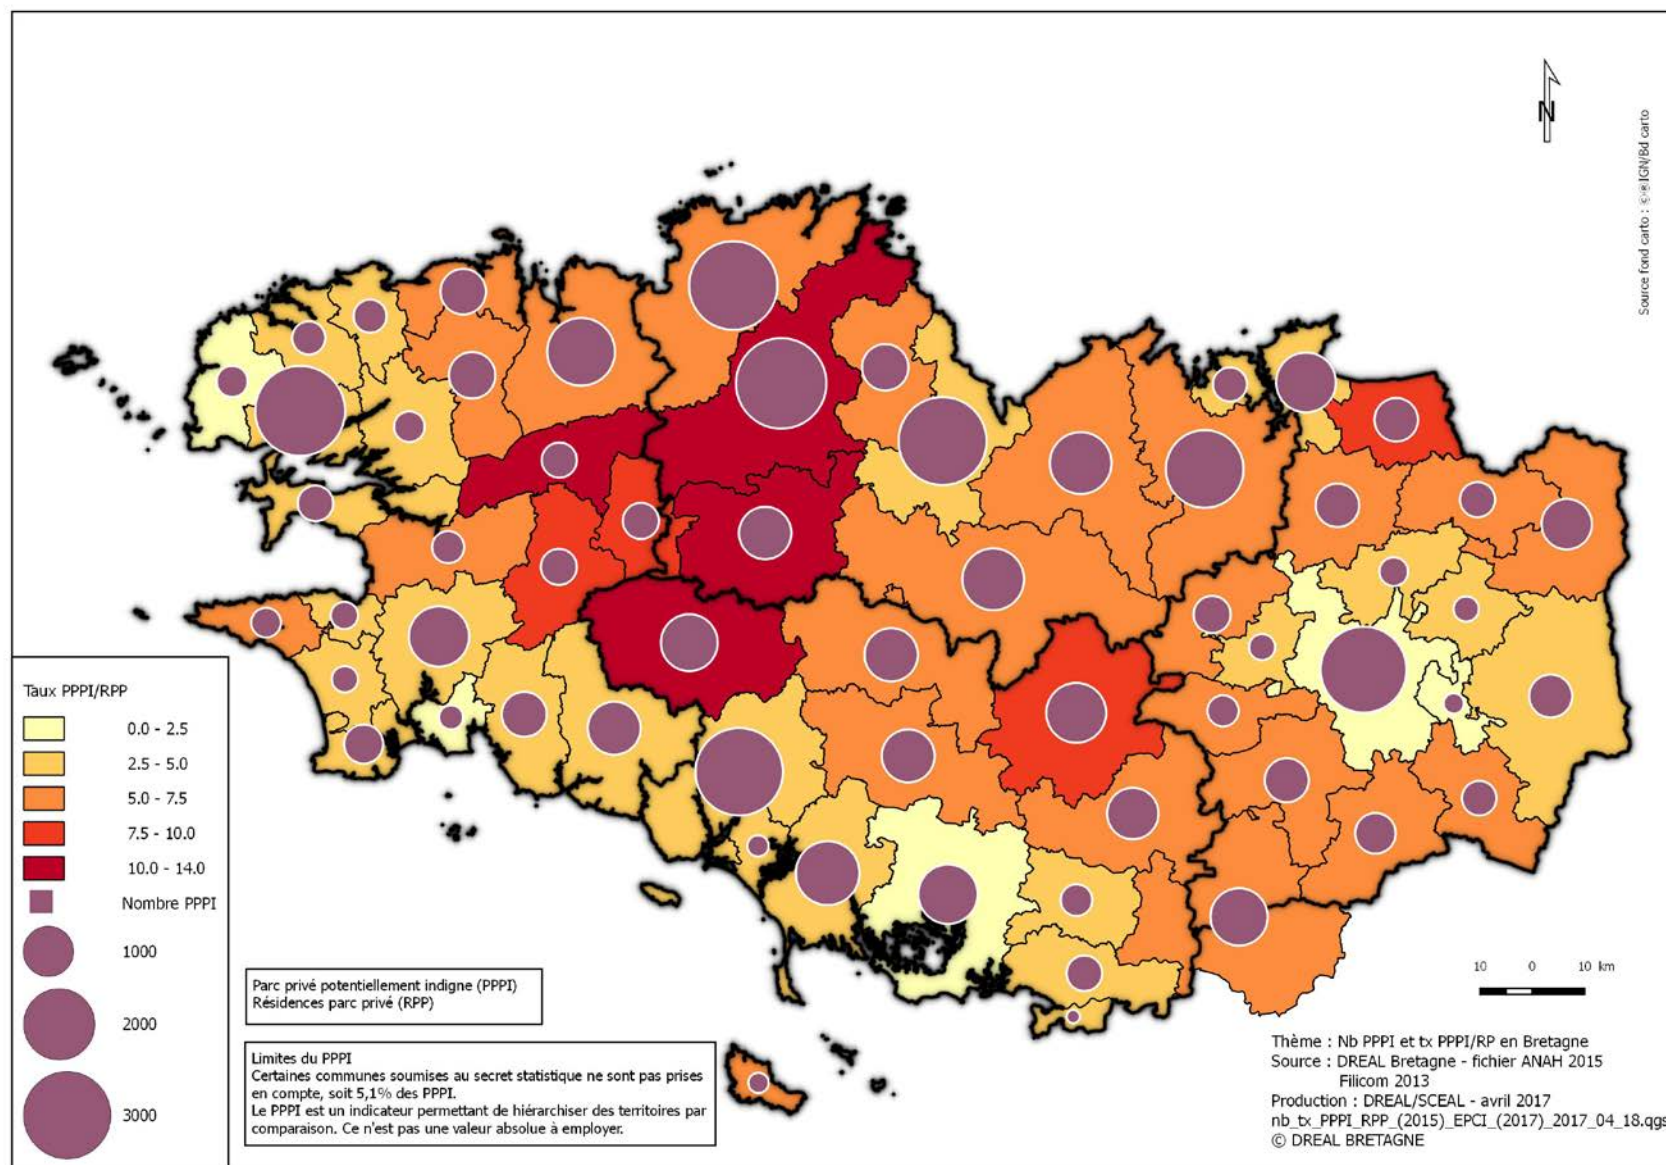 N
Source fond carto : ©®IGN/Bd carto
Taux PPPI/RPP
0.0 - 2.5
2.5 - 5.0
5.0 - 7.5
7.5 - 10.0
10.0 - 14.0
Nombre PPPI
1000
2000
3000
Parc privé potentiellement indigne (PPPI)
Résidences parc privé (RPP)
Limites du PPPI
Certaines communes soumises au secret statistique ne sont pas prises
en compte, soit 5,1% des PPPI.
Le PPPI est un indicateur permettant de hiérarchiser des territoires par
comparaison. Ce n'est pas une valeur absolue à employer.
10 0 10 km
Thème : Nb PPPI et tx PPPI/RP en Bretagne
Source : DREAL Bretagne - fichier ANAH 2015
Filicom 2013
Production : DREAL/SCEAL - avril 2017
nb_tx_PPPI_RPP_(2015)_EPCI_(2017)_2017_04_18.qgs
© DREAL BRETAGNE